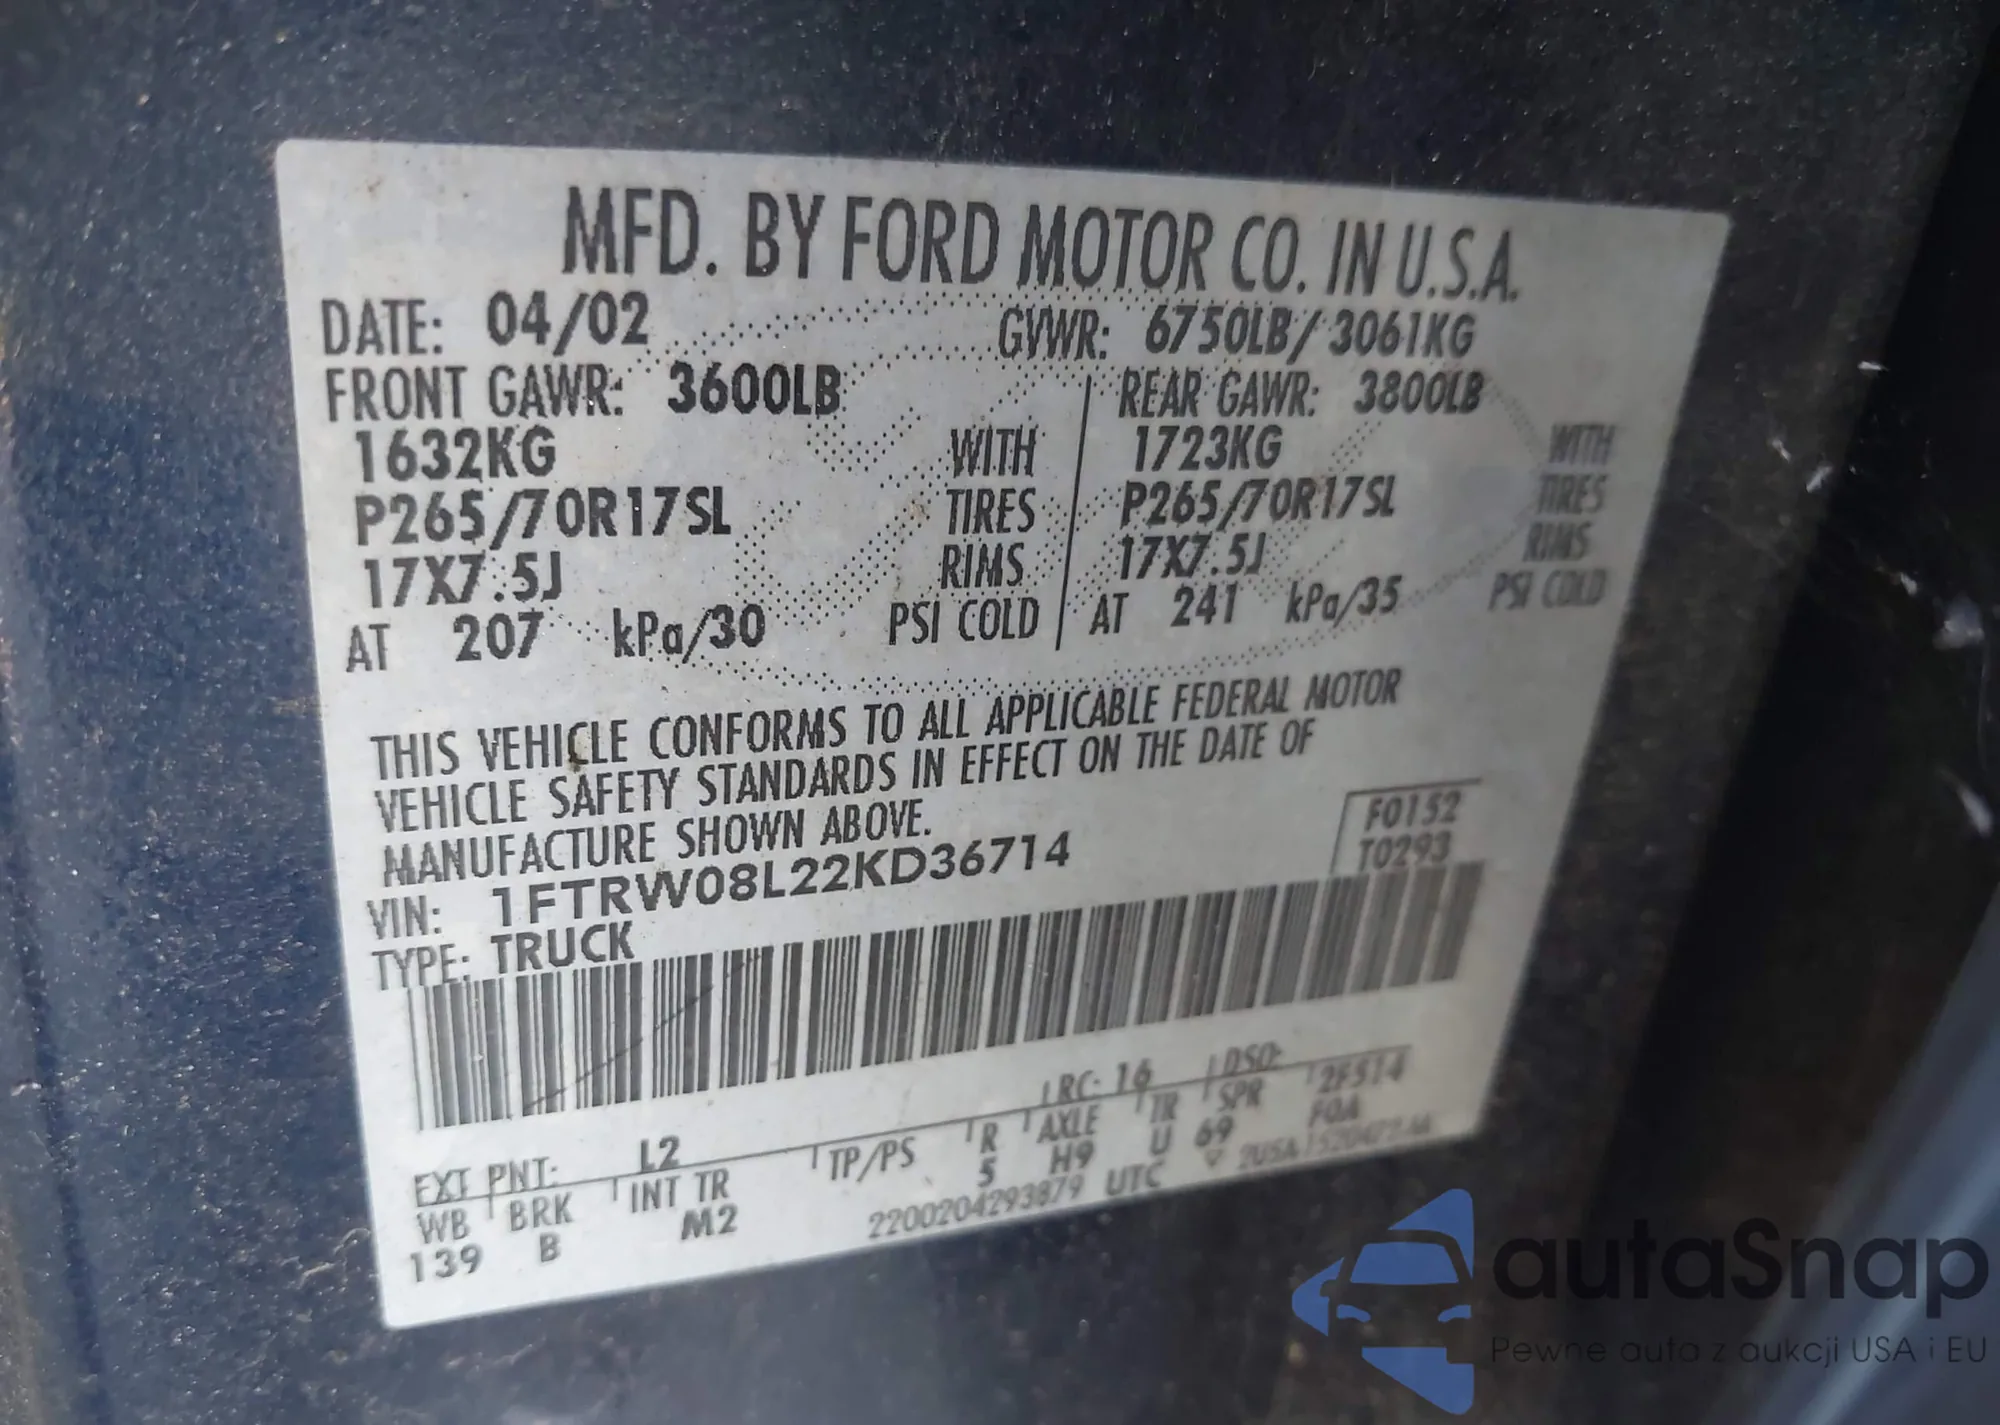 MFD. BY FORD MOTOR CO. IN U.S.A.
DATE: 04/02 GVWR: 6750LB/3061KG
FRONT GAWR: 3600LB REAR GAWR: 3800LB
1632KG WITH 1723KG WITH
P265/70R17SL TIRES P265/70R17SL TIRES
17X7.5J RIMS 17X7.5J RIMS
AT 207 kPa/30 PSI COLD AT 241 kPa/35 PSI COLD
THIS VEHICLE CONFORMS TO ALL APPLICABLE FEDERAL MOTOR
VEHICLE SAFETY STANDARDS IN EFFECT ON THE DATE OF
MANUFACTURE SHOWN ABOVE.
F0152
T0293
VIN: 1FTRW08L22KD36714
TYPE: TRUCK
EXT PNT: L2 RC: 16 DSO: 2F514
WB BRK INT TR TP/PS R AXLE TR SPR F0A
139 B M2 5 H9 U 69
2200204293879 UTC
autaSnap
Pewne auta z aukcji USA i EU